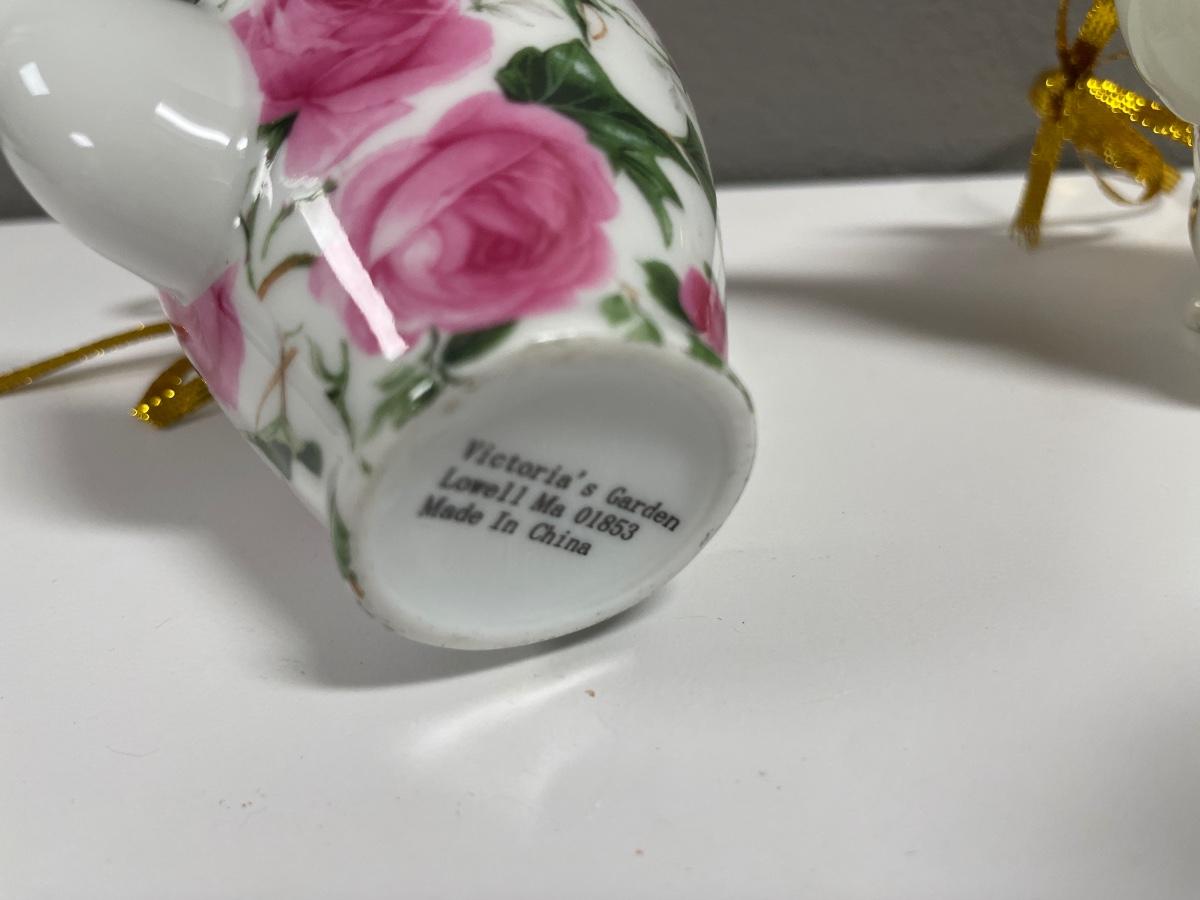 Victoria's Garden
Lowell Ma 01853
Made In China